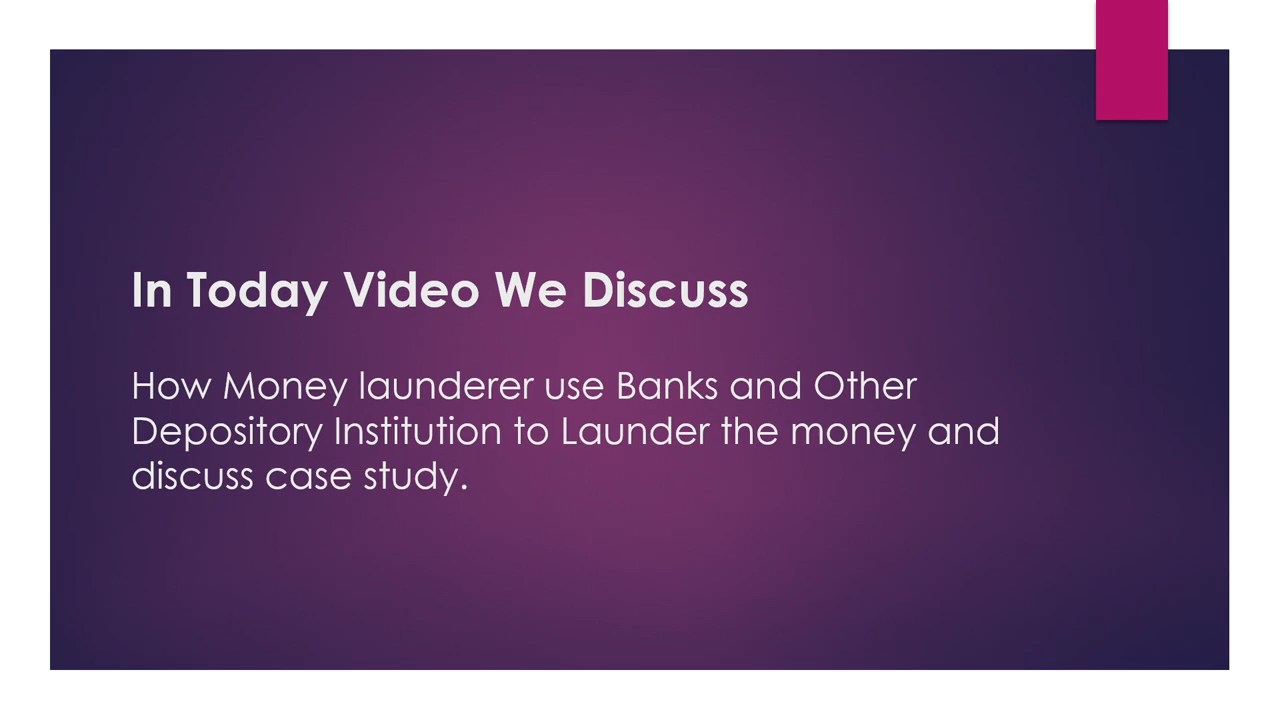 In Today Video We Discuss
How Money launderer use Banks and Other
Depository Institution to Launder the money and
discuss case study.